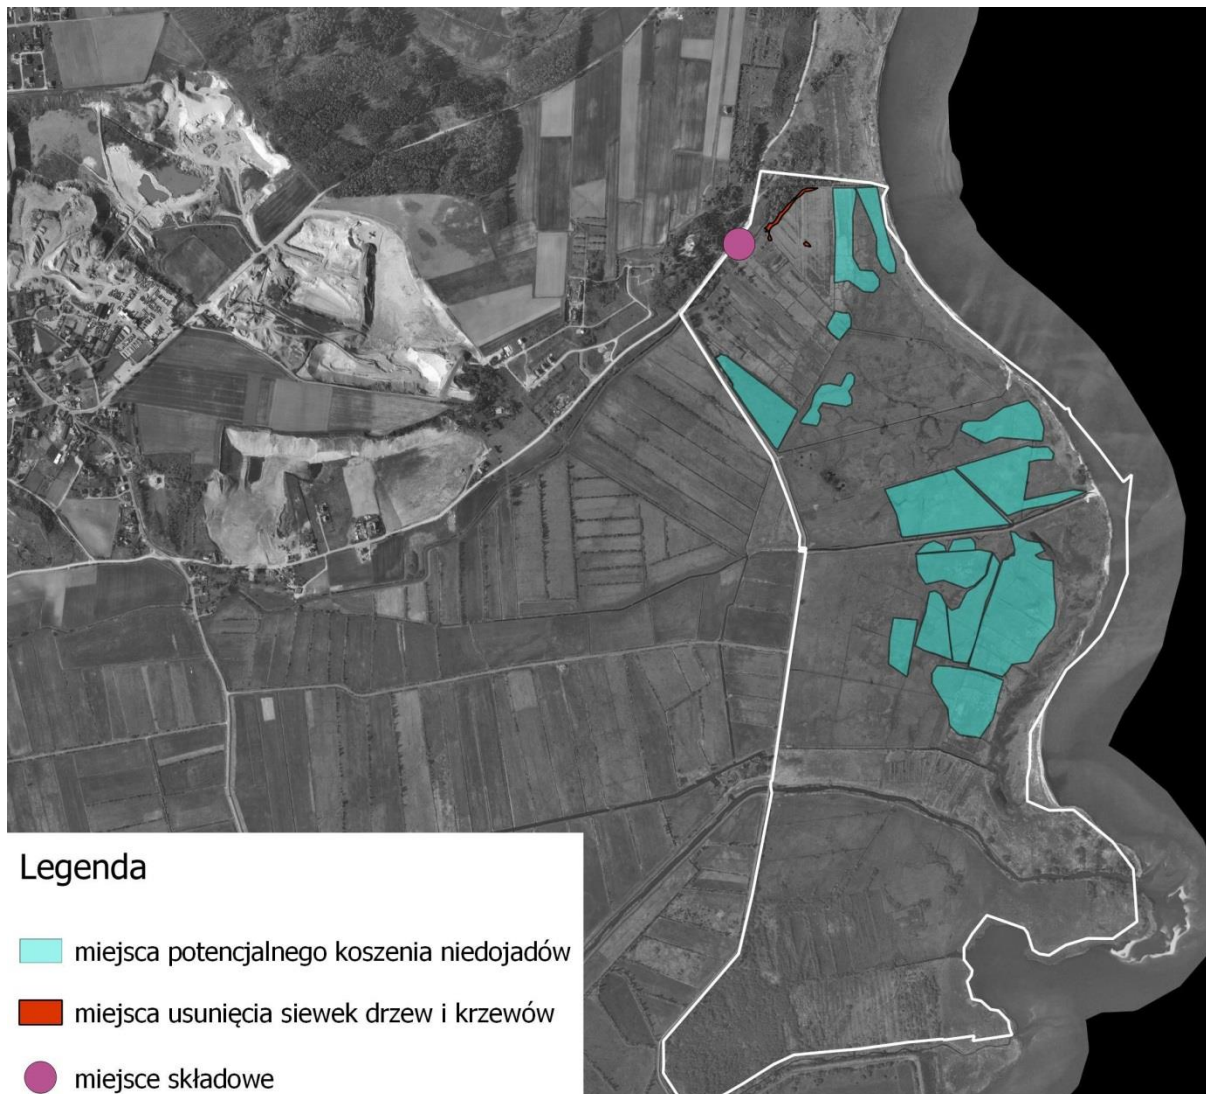 Legenda
miejsca potencjalnego koszenia niedojadów
miejsca usunięcia siewek drzew i krzewów
miejsce składowe